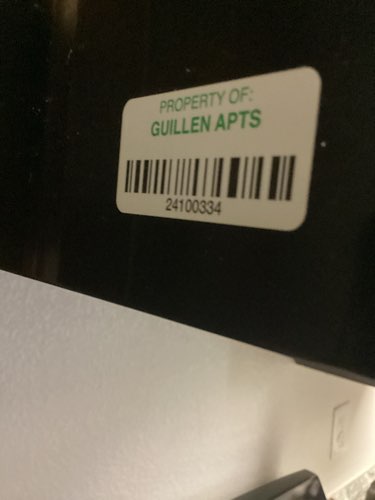 PROPERTY OF:
GUILLEN APTS
24100334